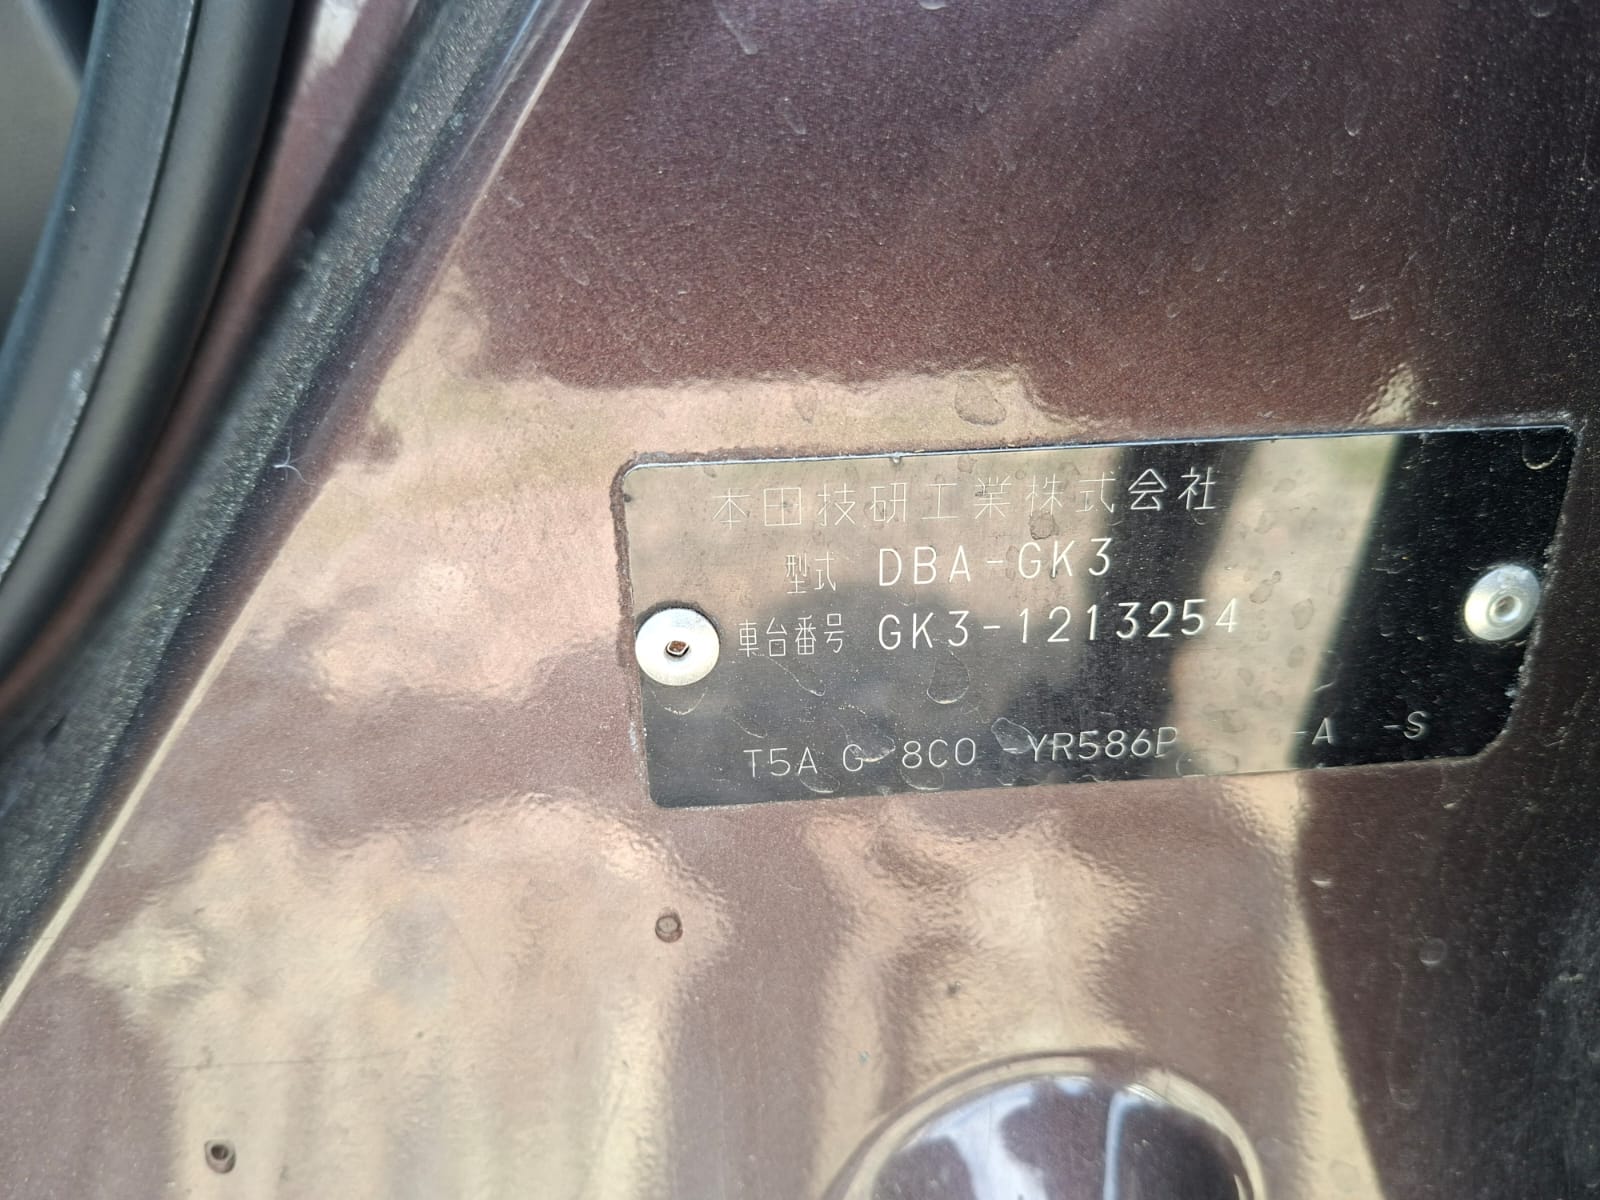 本田技研工業株式会社
型式 DBA-GK3
車台番号 GK3-1213254
T5A G-8C0 -YR586P -A -S